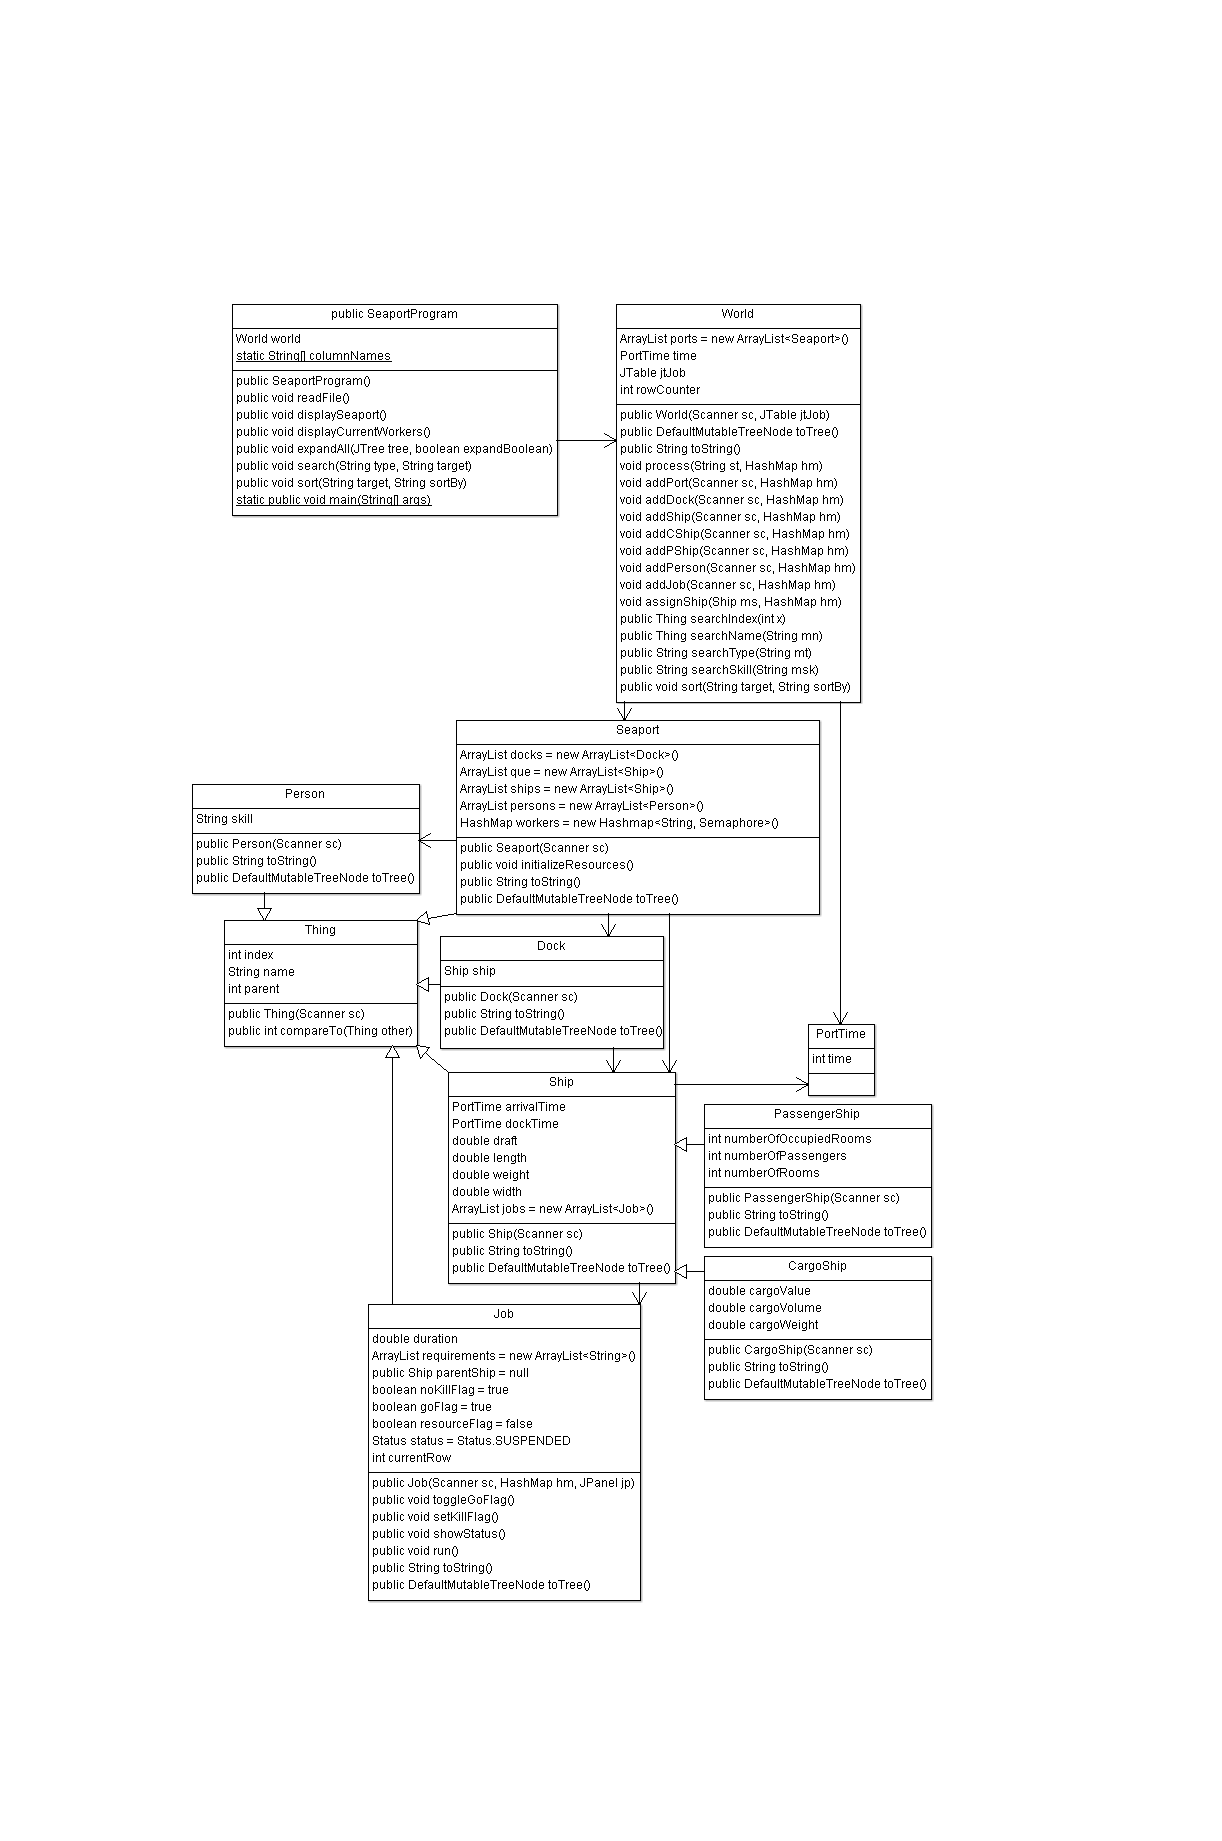 public SeaportProgram
World world
static String[] columnNames
public SeaportProgram()
public void readFile()
public void displaySeaport()
public void displayCurrentWorkers()
public void expandAll(JTree tree, boolean expandBoolean)
public void search(String type, String target)
public void sort(String target, String sortBy)
static public void main(String[] args)
World
ArrayList ports = new ArrayList<Seaport>()
PortTime time
JTable jtJob
int rowCounter
public World(Scanner sc, JTable jtJob)
public DefaultMutableTreeNode toTree()
public String toString()
void process(String st, HashMap hm)
void addPort(Scanner sc, HashMap hm)
void addDock(Scanner sc, HashMap hm)
void addShip(Scanner sc, HashMap hm)
void addCShip(Scanner sc, HashMap hm)
void addPShip(Scanner sc, HashMap hm)
void addPerson(Scanner sc, HashMap hm)
void addJob(Scanner sc, HashMap hm)
void assignShip(Ship ms, HashMap hm)
public Thing searchIndex(int x)
public Thing searchName(String mn)
public String searchType(String mt)
public String searchSkill(String msk)
public void sort(String target, String sortBy)
Seaport
ArrayList docks = new ArrayList<Dock>()
ArrayList que = new ArrayList<Ship>()
ArrayList ships = new ArrayList<Ship>()
ArrayList persons = new ArrayList<Person>()
HashMap workers = new Hashmap<String, Semaphore>()
public Seaport(Scanner sc)
public void initializeResources()
public String toString()
public DefaultMutableTreeNode toTree()
Person
String skill
public Person(Scanner sc)
public String toString()
public DefaultMutableTreeNode toTree()
Thing
int index
String name
int parent
public Thing(Scanner sc)
public int compareTo(Thing other)
Dock
Ship ship
public Dock(Scanner sc)
public String toString()
public DefaultMutableTreeNode toTree()
PortTime
int time
Ship
PortTime arrivalTime
PortTime dockTime
double draft
double length
double weight
double width
ArrayList jobs = new ArrayList<Job>()
public Ship(Scanner sc)
public String toString()
public DefaultMutableTreeNode toTree()
PassengerShip
int numberOfOccupiedRooms
int numberOfPassengers
int numberOfRooms
public PassengerShip(Scanner sc)
public String toString()
public DefaultMutableTreeNode toTree()
CargoShip
double cargoValue
double cargoVolume
double cargoWeight
public CargoShip(Scanner sc)
public String toString()
public DefaultMutableTreeNode toTree()
Job
double duration
ArrayList requirements = new ArrayList<String>()
public Ship parentShip = null
boolean noKillFlag = true
boolean goFlag = true
boolean resourceFlag = false
Status status = Status.SUSPENDED
int currentRow
public Job(Scanner sc, HashMap hm, JPanel jp)
public void toggleGoFlag()
public void setKillFlag()
public void showStatus()
public void run()
public String toString()
public DefaultMutableTreeNode toTree()